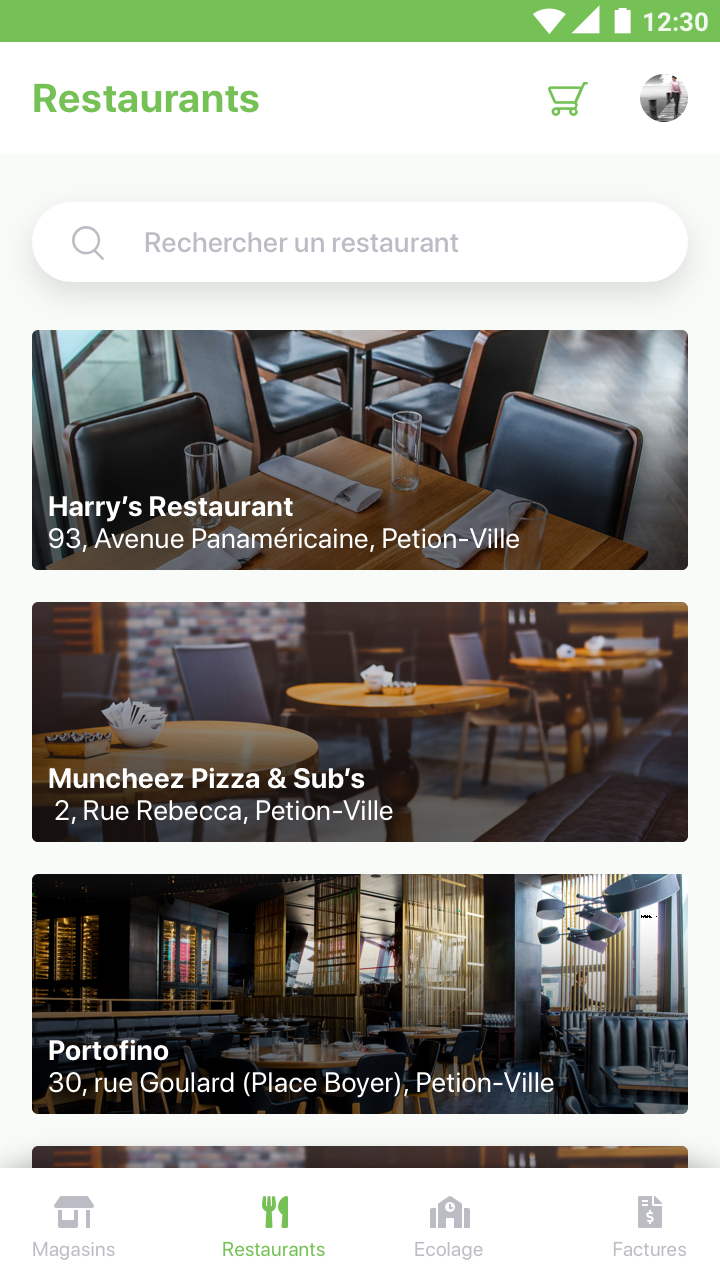 12:30
Restaurants
Rechercher un restaurant
Harry’s Restaurant
93, Avenue Panaméricaine, Petion-Ville
Muncheez Pizza & Sub’s
2, Rue Rebecca, Petion-Ville
Portofino
30, rue Goulard (Place Boyer), Petion-Ville
Magasins
Restaurants
Ecolage
Factures